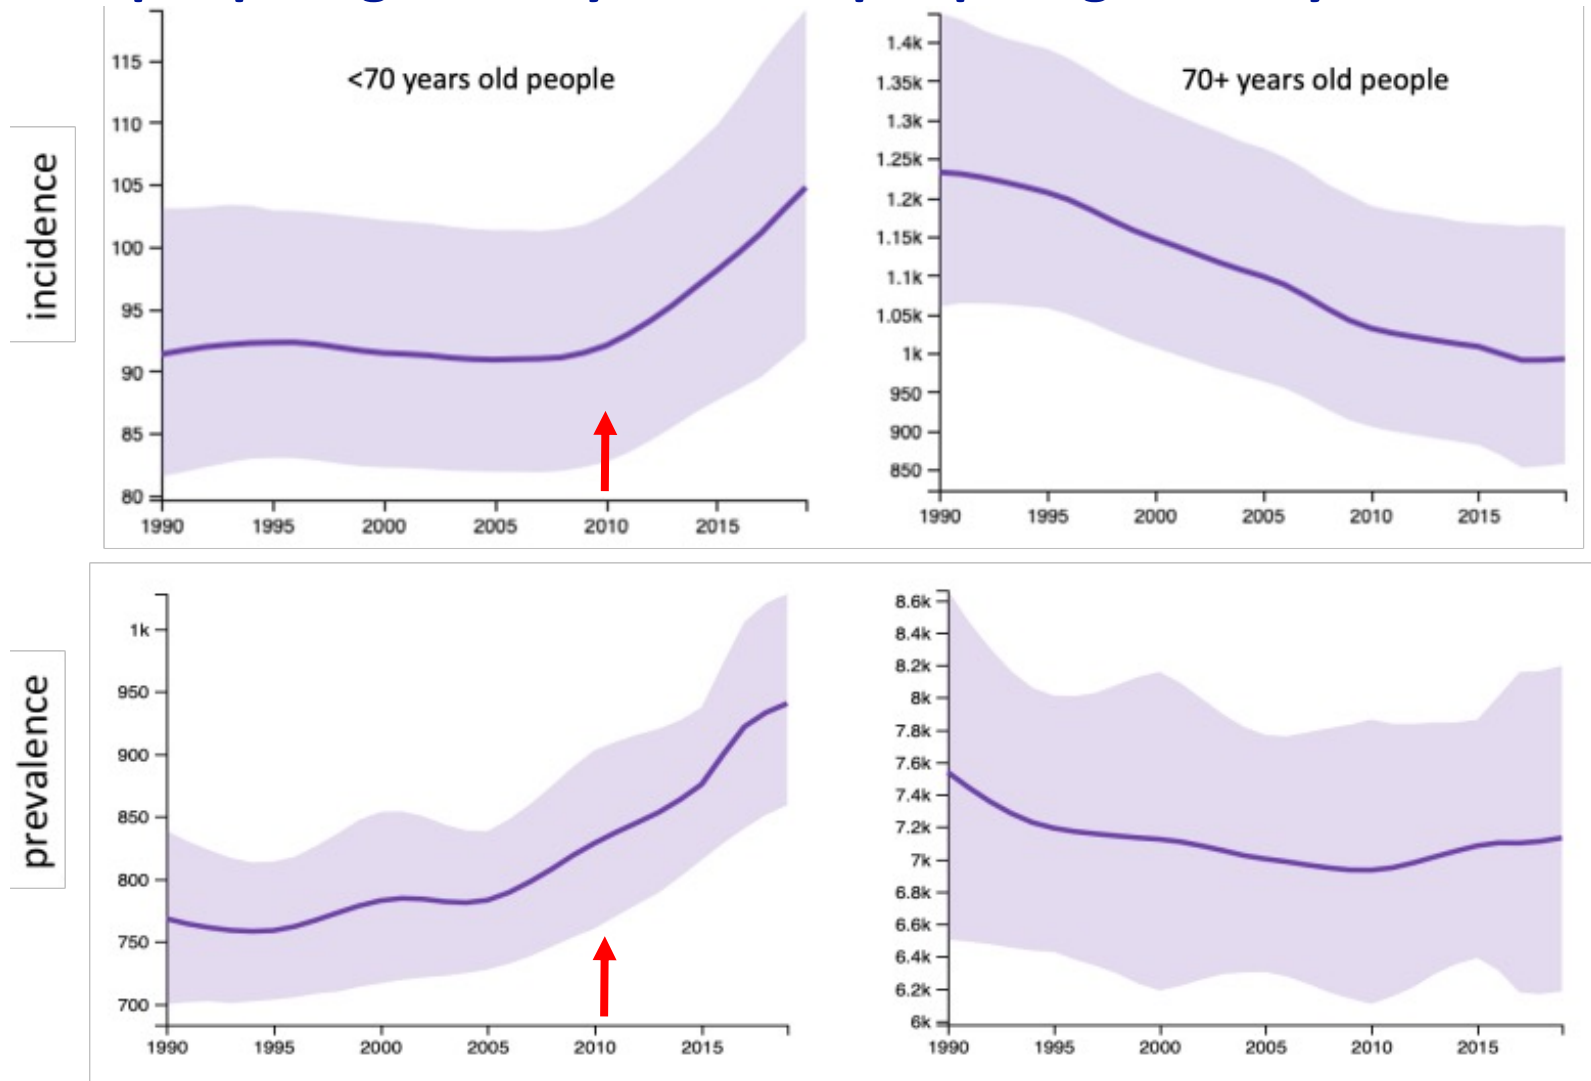 <70 years old people
115
110
105
100
95
90
85
80
1990 1995 2000 2005 2010 2015
70+ years old people
1.4k
1.35k
1.3k
1.25k
1.2k
1.15k
1.1k
1.05k
1k
950
900
850
1990 1995 2000 2005 2010 2015
incidence
1k
950
900
850
800
750
700
1990 1995 2000 2005 2010 2015
8.6k
8.4k
8.2k
8k
7.8k
7.6k
7.4k
7.2k
7k
6.8k
6.6k
6.4k
6.2k
6k
1990 1995 2000 2005 2010 2015
prevalence